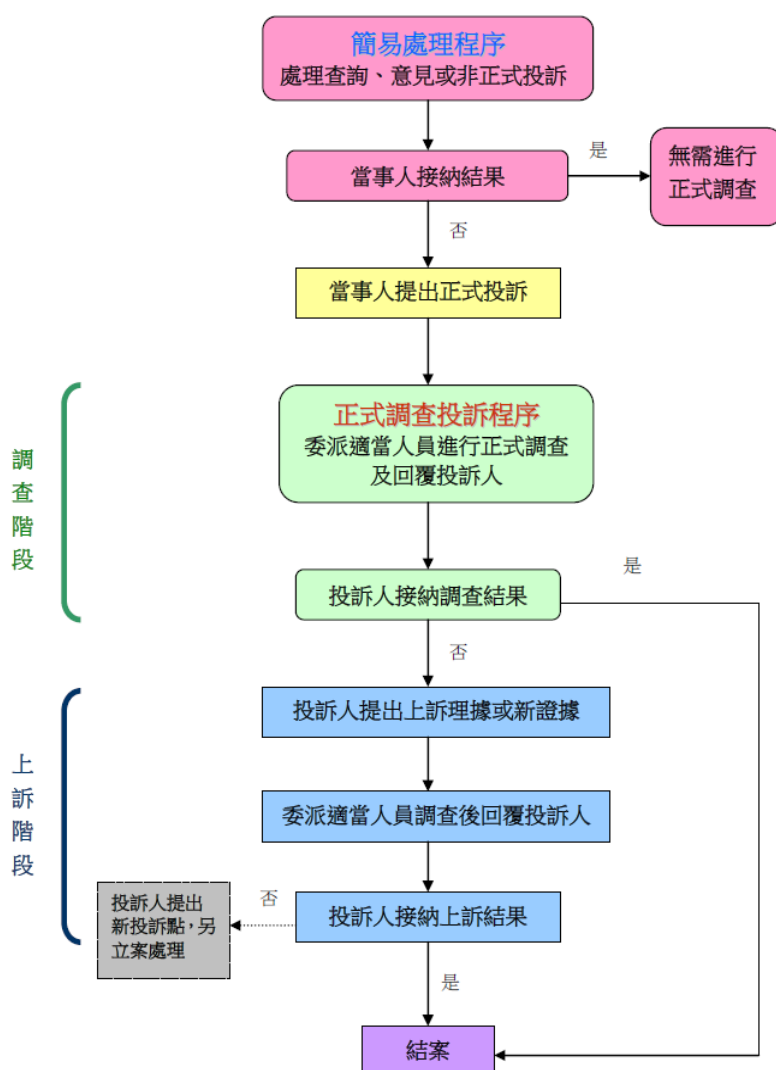 簡易處理程序
處理查詢、意見或非正式投訴
是
無需進行
正式調查
當事人接納結果
否
當事人提出正式投訴
調
查
階
段
正式調查投訴程序
委派適當人員進行正式調查
及回覆投訴人
是
投訴人接納調查結果
否
上
訴
階
段
投訴人提出上訴理據或新證據
委派適當人員調查後回覆投訴人
投訴人提出
新投訴點，另
立案處理
否
投訴人接納上訴結果
是
結案